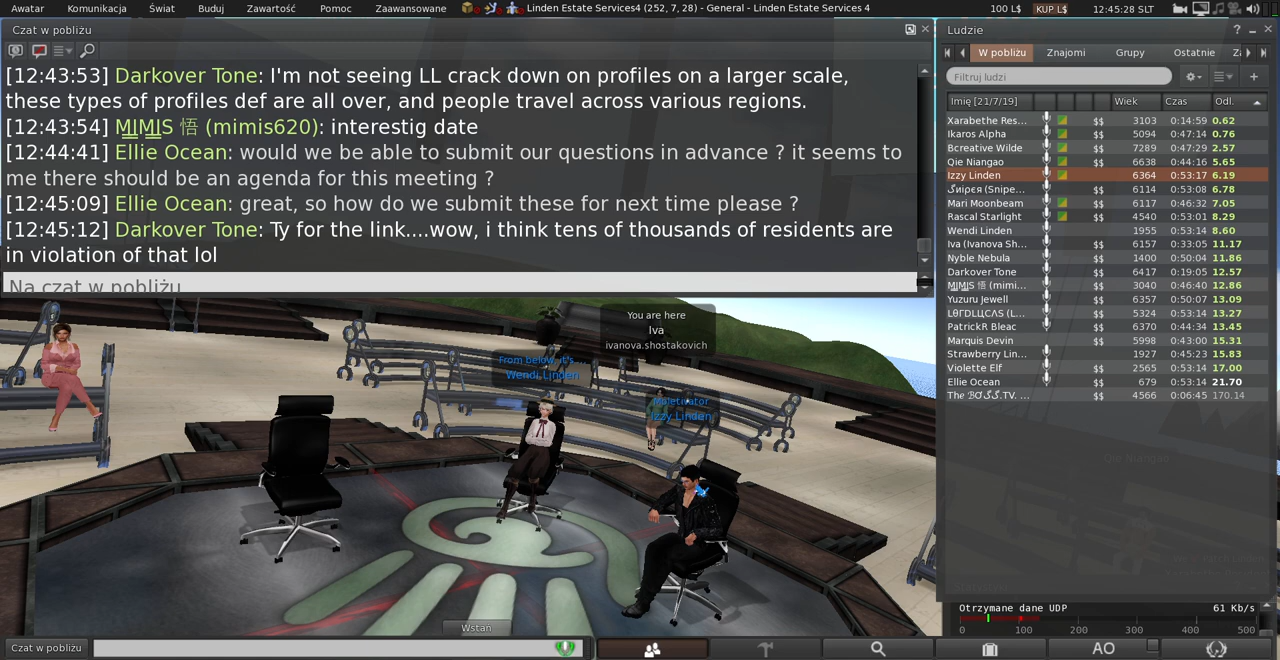 Awatar Komunikacja Świat Buduj Zawartość Pomoc Zaawansowane Linden Estate Services4 (252, 7, 28) - General - Linden Estate Services 4 100 L$ KUP L$ 12:45:28 SLT
Czat w pobliżu
[12:43:53] Darkover Tone: I'm not seeing LL crack down on profiles on a larger scale,
these types of profiles def are all over, and people travel across various regions.
[12:43:54] M̲I̲M̲I̲S 悟 (mimis620): interestig date
[12:44:41] Ellie Ocean: would we be able to submit our questions in advance ? it seems to
me there should be an agenda for this meeting ?
[12:45:09] Ellie Ocean: great, so how do we submit these for next time please ?
[12:45:12] Darkover Tone: Ty for the link....wow, i think tens of thousands of residents are
in violation of that lol
Na czat w pobliżu
You are here
Iva
ivanova.shostakovich
From below, it's ...
Wendi Linden
Moletivator
Izzy Linden
Wstań
Ludzie
W pobliżu Znajomi Grupy Ostatnie
Filtruj ludzi
Imię [21/7/19] Wiek Czas Odl.
Xarabethe Res... $$ 3103 0:14:59 0.62
Ikaros Alpha $$ 5094 0:47:14 0.76
Bcreative Wilde $$ 7289 0:47:29 2.57
Qie Niangao $$ 6638 0:44:16 5.65
Izzy Linden 6364 0:53:17 6.19
(Snipe... $$ 6114 0:53:08 6.78
Mari Moonbeam $$ 6117 0:46:32 7.05
Rascal Starlight $$ 4540 0:53:01 8.29
Wendi Linden 1955 0:53:14 8.60
Iva (Ivanova Sh... $$ 6157 0:33:05 11.17
Nyble Nebula $$ 1400 0:50:04 11.86
Darkover Tone $$ 6417 0:19:05 12.57
M̲I̲M̲I̲S 悟 (mimi... $$ 3040 0:46:40 12.86
Yuzuru Jewell $$ 6357 0:50:07 13.09
(L... $$ 5324 0:53:14 13.27
PatrickR Bleac $$ 6370 0:44:34 13.45
Marquis Devin $$ 5998 0:43:00 15.31
Strawberry Lin... 1927 0:45:23 15.83
Violette Elf $$ 2565 0:53:14 17.00
Ellie Ocean $$ 679 0:53:14 21.70
.TV. ... $$ 4566 0:06:45 170.14
Qie Niangao
Otrzymane dane UDP 61 Kb/s
0 100 200 300 400 500
Czat w pobliżu
AO